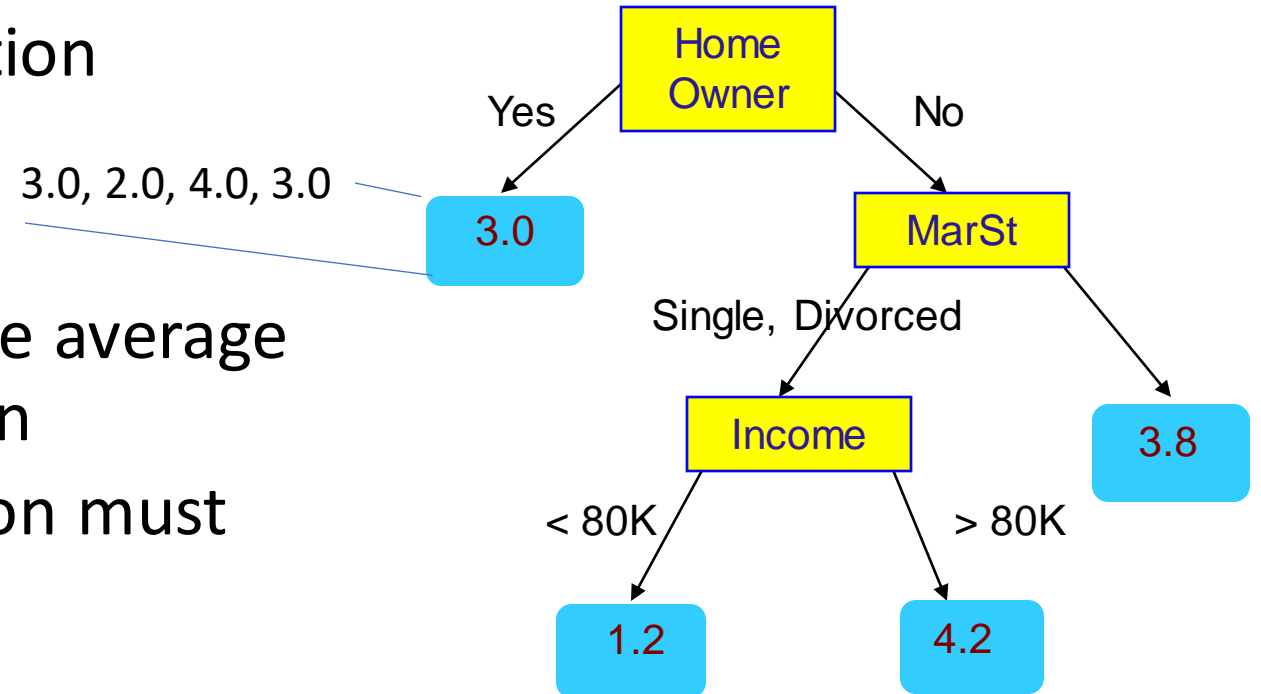 tion
3.0, 2.0, 4.0, 3.0
e average
n
on must
Home
Owner
Yes
No
3.0
MarSt
Single, Divorced
Income
3.8
< 80K
> 80K
1.2
4.2